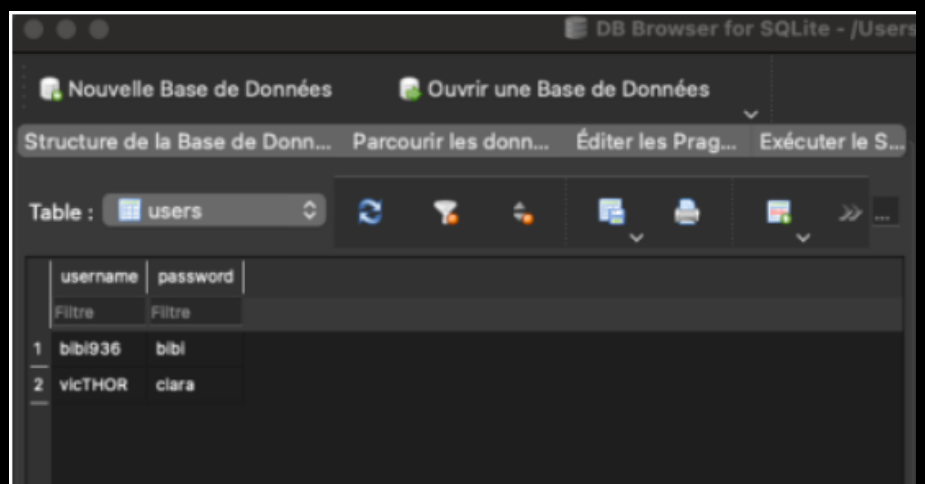 DB Browser for SQLite - /Users
Nouvelle Base de Données Ouvrir une Base de Données
Structure de la Base de Donn... Parcourir les donn... Éditer les Prag... Exécuter le S...
Table : users ...
username password
Filtre Filtre
1 bibi936 bibi
2 vicTHOR clara